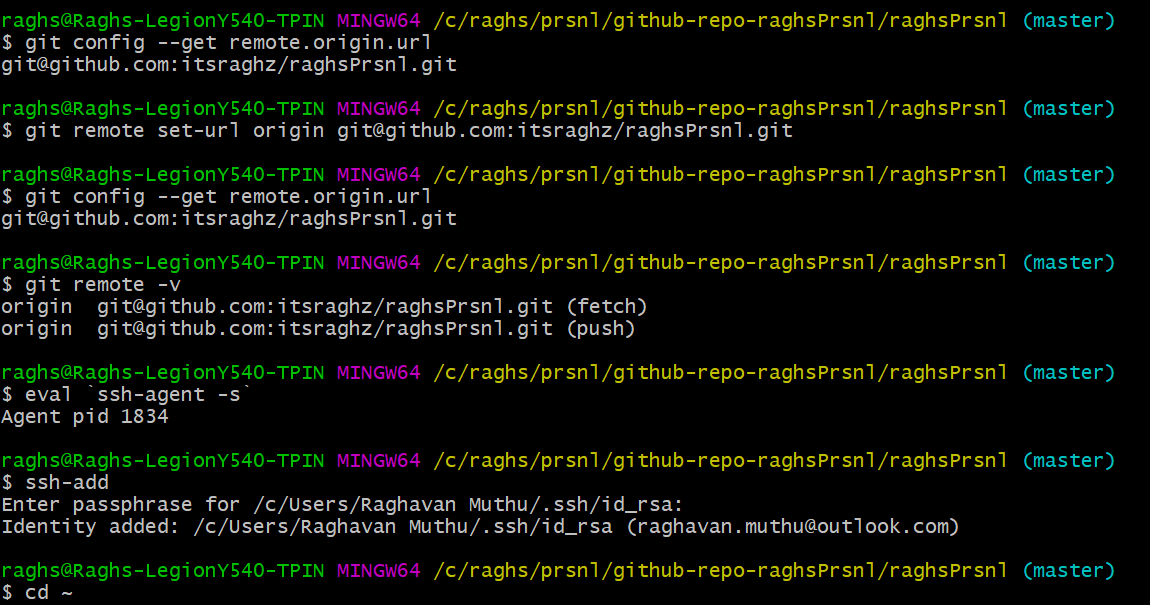 raghs@Raghs-LegionY540-TPIN MINGW64 /c/raghs/prsnl/github-repo-raghsPrsnl/raghsPrsnl (master)
$ git config --get remote.origin.url
git@github.com:itsraghz/raghsPrsnl.git
raghs@Raghs-LegionY540-TPIN MINGW64 /c/raghs/prsnl/github-repo-raghsPrsnl/raghsPrsnl (master)
$ git remote set-url origin git@github.com:itsraghz/raghsPrsnl.git
raghs@Raghs-LegionY540-TPIN MINGW64 /c/raghs/prsnl/github-repo-raghsPrsnl/raghsPrsnl (master)
$ git config --get remote.origin.url
git@github.com:itsraghz/raghsPrsnl.git
raghs@Raghs-LegionY540-TPIN MINGW64 /c/raghs/prsnl/github-repo-raghsPrsnl/raghsPrsnl (master)
$ git remote -v
origin  git@github.com:itsraghz/raghsPrsnl.git (fetch)
origin  git@github.com:itsraghz/raghsPrsnl.git (push)
raghs@Raghs-LegionY540-TPIN MINGW64 /c/raghs/prsnl/github-repo-raghsPrsnl/raghsPrsnl (master)
$ eval `ssh-agent -s`
Agent pid 1834
raghs@Raghs-LegionY540-TPIN MINGW64 /c/raghs/prsnl/github-repo-raghsPrsnl/raghsPrsnl (master)
$ ssh-add
Enter passphrase for /c/Users/Raghavan Muthu/.ssh/id_rsa:
Identity added: /c/Users/Raghavan Muthu/.ssh/id_rsa (raghavan.muthu@outlook.com)
raghs@Raghs-LegionY540-TPIN MINGW64 /c/raghs/prsnl/github-repo-raghsPrsnl/raghsPrsnl (master)
$ cd ~